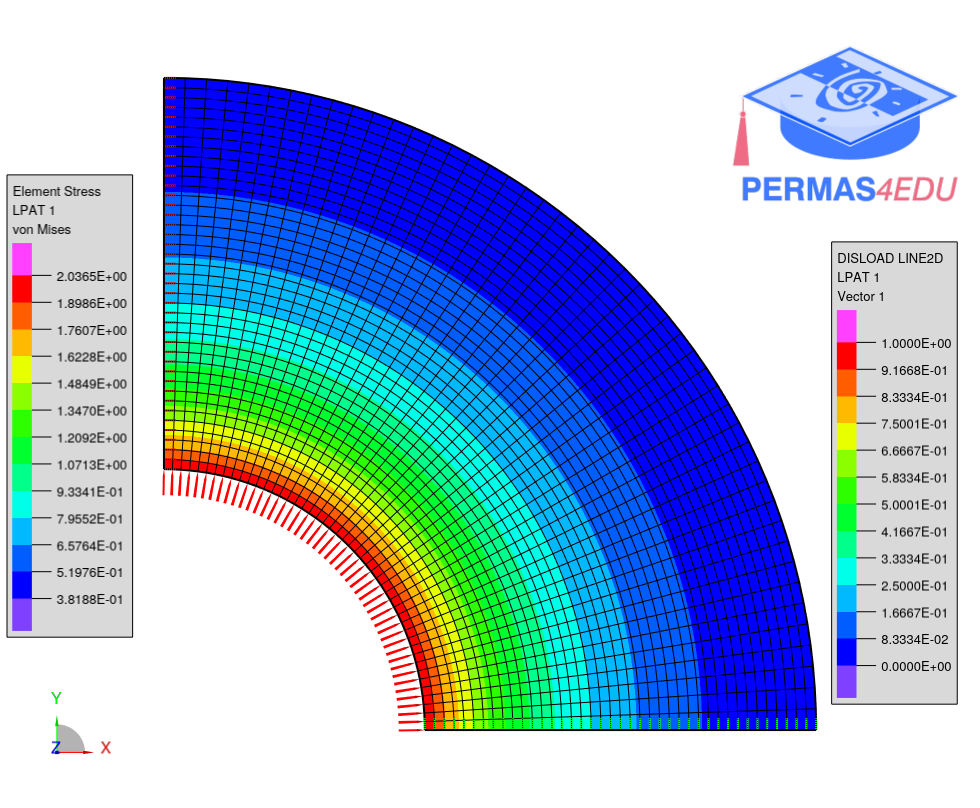 PERMAS4EDU
Element Stress
LPAT 1
von Mises
2.0365E+00
1.8986E+00
1.7607E+00
1.6228E+00
1.4849E+00
1.3470E+00
1.2092E+00
1.0713E+00
9.3341E-01
7.9552E-01
6.5764E-01
5.1976E-01
3.8188E-01
DISLOAD LINE2D
LPAT 1
Vector 1
1.0000E+00
9.1668E-01
8.3334E-01
7.5001E-01
6.6667E-01
5.8334E-01
5.0001E-01
4.1667E-01
3.3334E-01
2.5000E-01
1.6667E-01
8.3334E-02
0.0000E+00
Y
Z
X